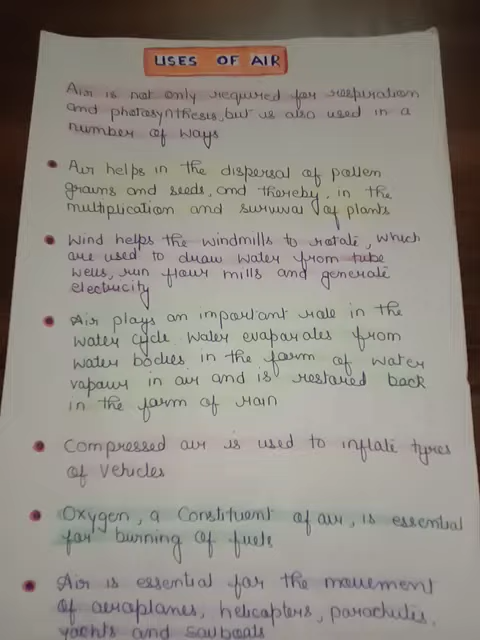 USES OF AIR
Air is not only required for respiration
and photosynthesis, but is also used in a
number of ways
Air helps in the dispersal of pollen
grains and seeds, and thereby, in the
multiplication and survival of plants
Wind helps the windmills to rotate, which
are used to draw water from tube
wells, run flour mills and generate
electricity
Air plays an important role in the
water cycle. Water evaporates from
water bodies in the form of water
vapour in air and is restored back
in the form of rain
Compressed air is used to inflate tyres
of vehicles
Oxygen, a constituent of air, is essential
for burning of fuels
Air is essential for the movement
of aeroplanes, helicopters, parachutes,
yachts and sailboats